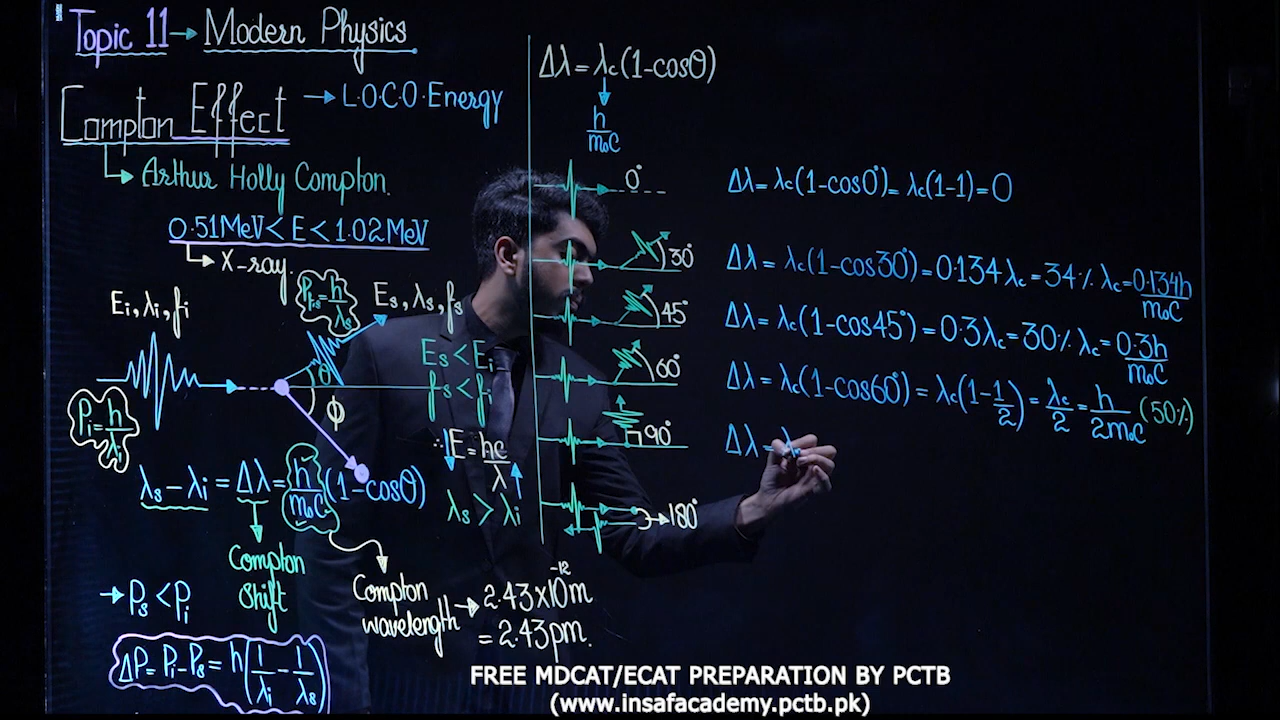 Topic 11 → Modern Physics
Compton Effect → L.O.C.O.Energy
Arthur Holly Compton.
0.51MeV < E < 1.02MeV
X-ray.
Ei, λi, fi
Ps = h/λs
Es, λs, fs
θ
Φ
Pi = h/λi
Es < Ei
fs < fi
∴ E = hc/λ
λs > λi
λs - λi = Δλ = h/m₀c (1-cosθ)
Compton Shift
Compton wavelength → 2.43x10⁻¹²m
= 2.43pm.
→ Ps < Pi
ΔP = Pi - Ps = h(1/λi - 1/λs)
Δλ = λc(1-cosθ)
h/m₀c
0°
30°
45°
60°
90°
180°
Δλ = λc(1-cos0°) = λc(1-1) = 0
Δλ = λc(1-cos30°) = 0.134 λc = 34% λc = 0.134h/m₀c
Δλ = λc(1-cos45°) = 0.3λc = 30% λc = 0.3h/m₀c
Δλ = λc(1-cos60°) = λc(1-1/2) = λc/2 = h/2m₀c (50%)
Δλ = λ
FREE MDCAT/ECAT PREPARATION BY PCTB
(www.insafacademy.pctb.pk)